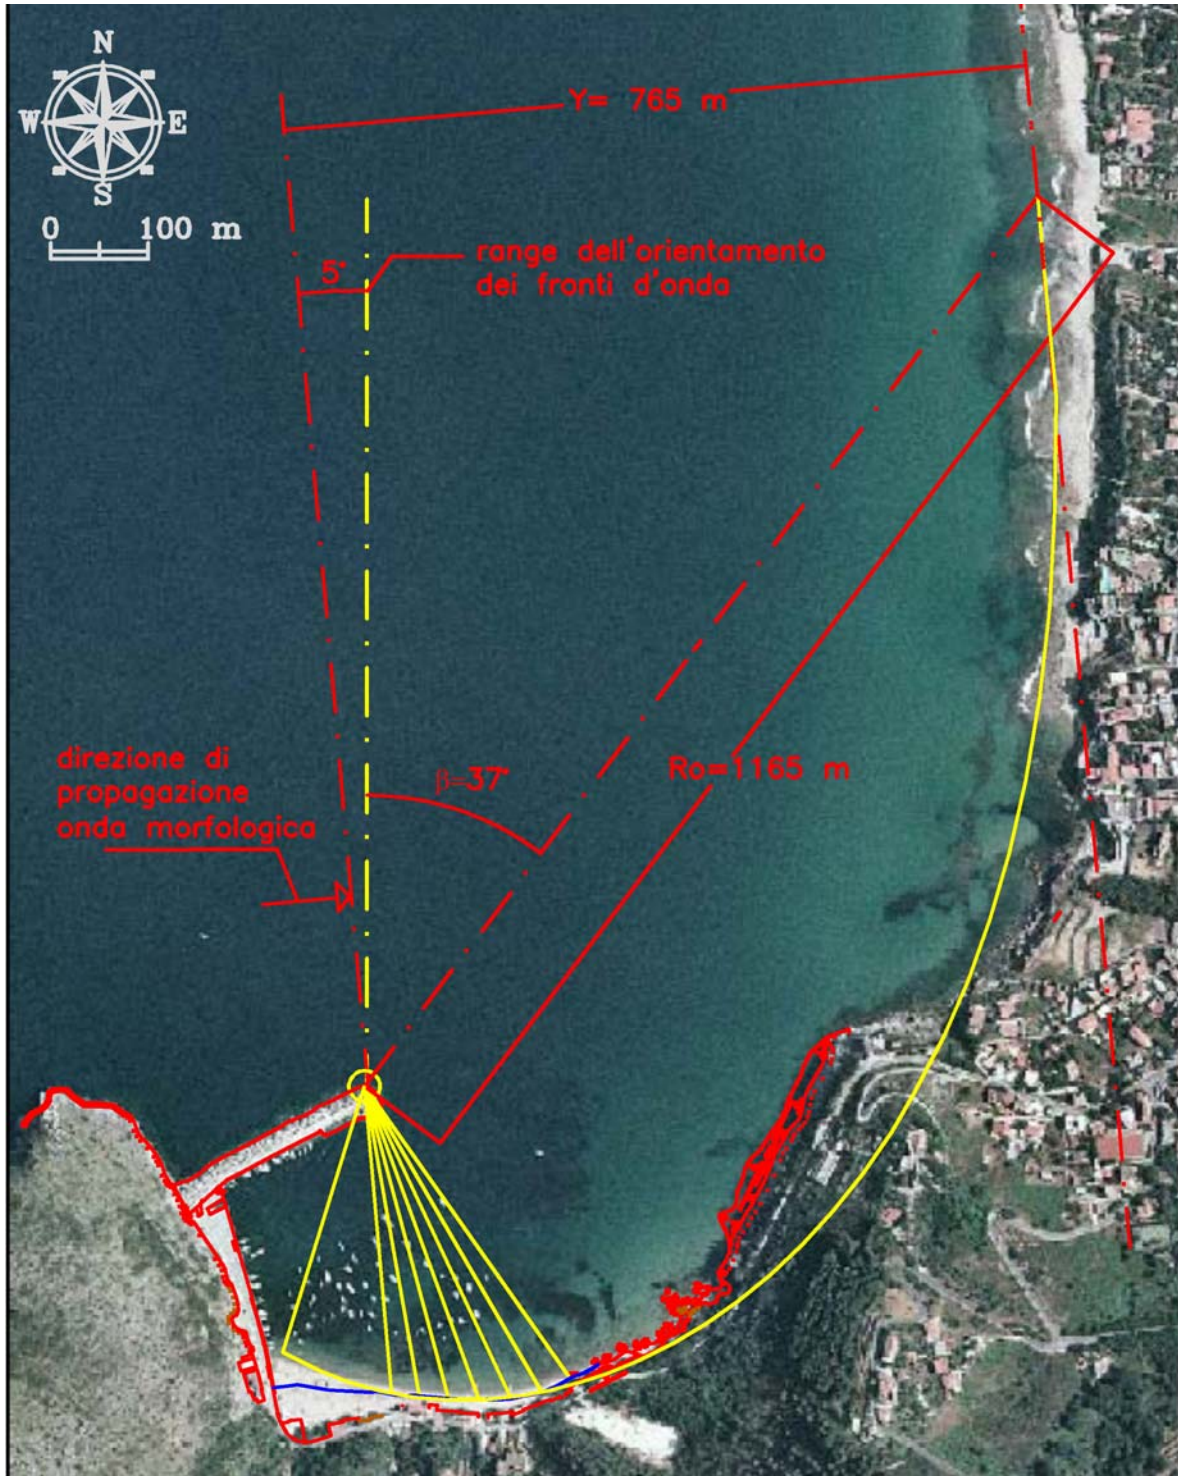 N
W E
S
0 100 m
Y= 765 m
5°
range dell'orientamento
dei fronti d'onda
direzione di
propagazione
onda morfologica
β=37°
Ro=1165 m